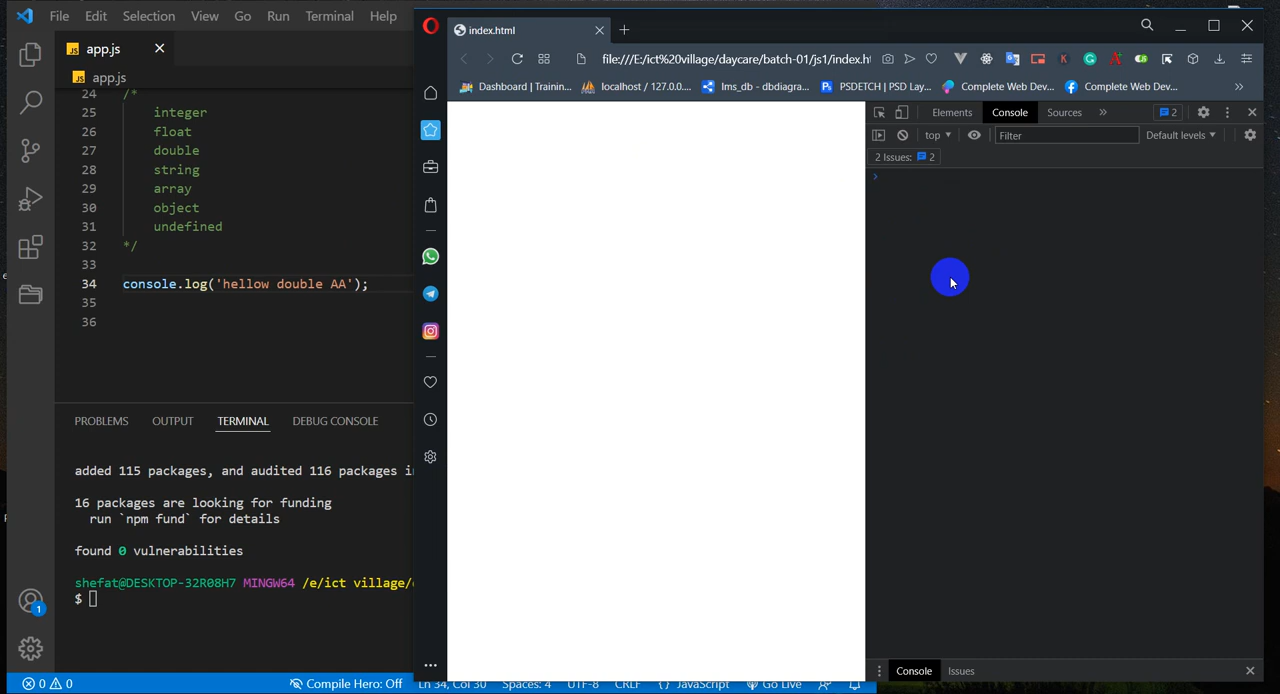 File Edit Selection View Go Run Terminal Help
JS app.js
JS app.js
24 /*
25 integer
26 float
27 double
28 string
29 array
30 object
31 undefined
32 */
33
34 console.log('hellow double AA');
35
36
PROBLEMS OUTPUT TERMINAL DEBUG CONSOLE
added 115 packages, and audited 116 packages i
16 packages are looking for funding
run `npm fund` for details
found 0 vulnerabilities
shefat@DESKTOP-32R08H7 MINGW64 /e/ict village/
$
1
0 0 Compile Hero: Off Ln 34, Col 30 Spaces: 4 UTF-8 CRLF {} JavaScript Go Live
index.html
file:///E:/ict%20village/daycare/batch-01/js1/index.ht
Dashboard | Trainin... localhost / 127.0.0.... lms_db - dbdiagra... PSDETCH | PSD Lay... Complete Web Dev... Complete Web Dev... »
Elements Console Sources » 2
top Filter Default levels
2 Issues: 2
Console Issues